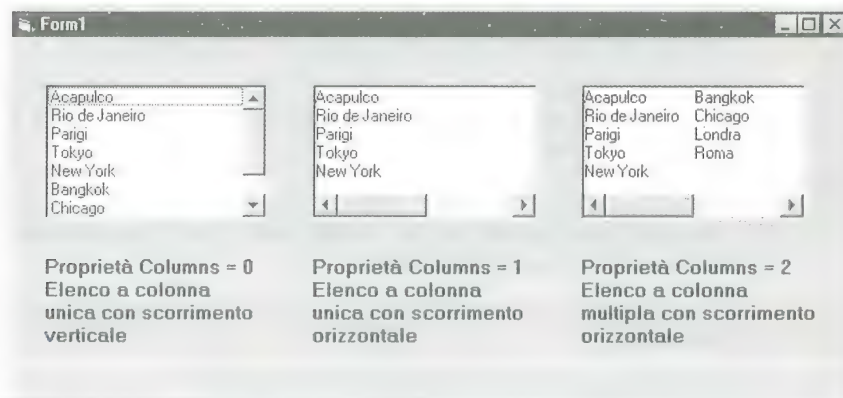 Form1
Acapulco
Rio de Janeiro
Parigi
Tokyo
New York
Bangkok
Chicago
Acapulco
Rio de Janeiro
Parigi
Tokyo
New York
Acapulco Bangkok
Rio de Janeiro Chicago
Parigi Londra
Tokyo Roma
New York
Proprietà Columns = 0
Elenco a colonna
unica con scorrimento
verticale
Proprietà Columns = 1
Elenco a colonna
unica con scorrimento
orizzontale
Proprietà Columns = 2
Elenco a colonna
multipla con scorrimento
orizzontale